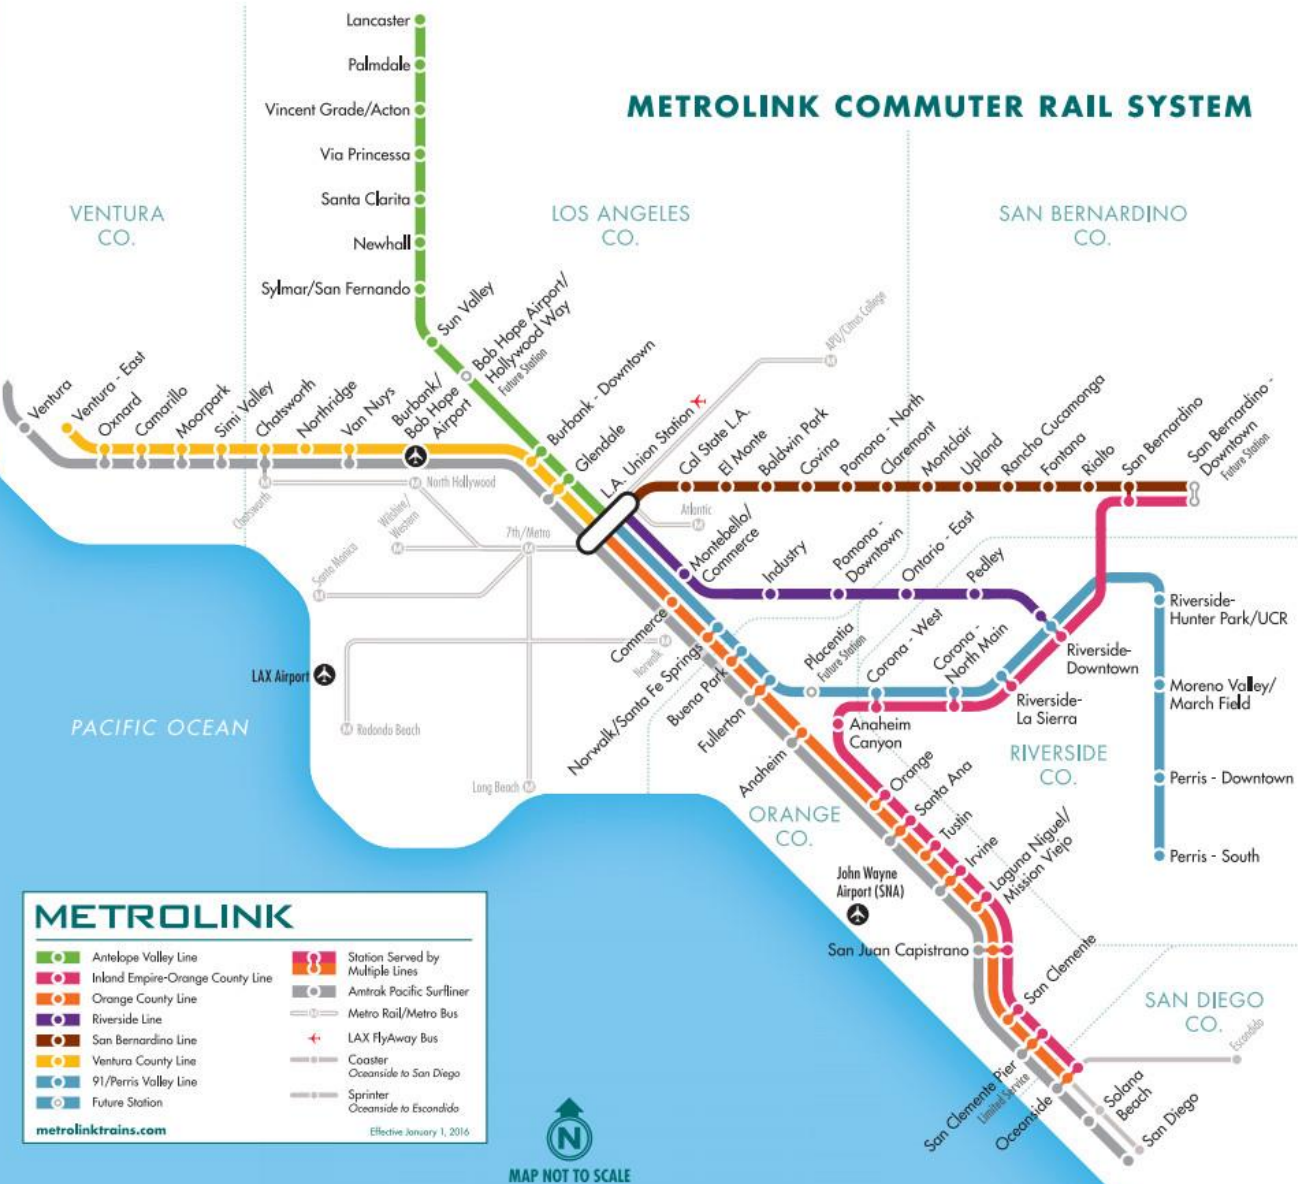 METROLINK COMMUTER RAIL SYSTEM
Lancaster
Palmdale
Vincent Grade/Acton
Via Princessa
Santa Clarita
Newhall
Sylmar/San Fernando
VENTURA
CO.
LOS ANGELES
CO.
SAN BERNARDINO
CO.
Sun Valley
Bob Hope Airport/
Hollywood Way
Future Station
Burbank - Downtown
Glendale
L.A. Union Station
APU/Citrus College
M
Ventura
Ventura - East
Oxnard
Camarillo
Moorpark
Simi Valley
Chatsworth
Northridge
Van Nuys
Burbank/
Bob Hope
Airport
Cal State L.A.
El Monte
Baldwin Park
Covina
Pomona - North
Claremont
Montclair
Upland
Rancho Cucamonga
Fontana
Rialto
San Bernardino
San Bernardino -
Downtown
Future Station
M
Chatsworth
M
North Hollywood
Wilshire/
Western
M
7th/Metro
M
Atlantic
M
Santa Monica
M
Montebello/
Commerce
Industry
Pomona -
Downtown
Ontario - East
Pedley
Riverside-
Hunter Park/UCR
Commerce
Norwalk
M
Norwalk/Santa Fe Springs
Buena Park
Fullerton
Anaheim
Placentia
Future Station
Corona - West
Corona -
North Main
Riverside-
Downtown
Riverside-
La Sierra
Moreno Valley/
March Field
LAX Airport
M
Redondo Beach
PACIFIC OCEAN
Anaheim
Canyon
RIVERSIDE
CO.
Perris - Downtown
Long Beach
M
ORANGE
CO.
Orange
Santa Ana
Tustin
Irvine
Laguna Niguel/
Mission Viejo
Perris - South
John Wayne
Airport (SNA)
San Juan Capistrano
San Clemente
SAN DIEGO
CO.
San Clemente Pier
Limited Service
Oceanside
Solana
Beach
San Diego
Escondido
METROLINK
Antelope Valley Line
Inland Empire-Orange County Line
Orange County Line
Riverside Line
San Bernardino Line
Ventura County Line
91/Perris Valley Line
Future Station
Station Served by
Multiple Lines
Amtrak Pacific Surfliner
M
Metro Rail/Metro Bus
LAX FlyAway Bus
Coaster
Oceanside to San Diego
Sprinter
Oceanside to Escondido
metrolinktrains.com
Effective January 1, 2016
N
MAP NOT TO SCALE